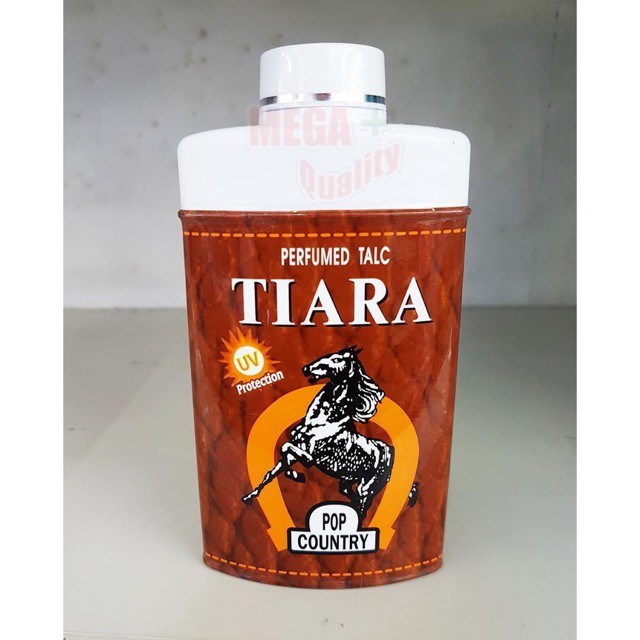 MEGA +
Quality
PERFUMED TALC
TIARA
UV
Protection
POP
COUNTRY